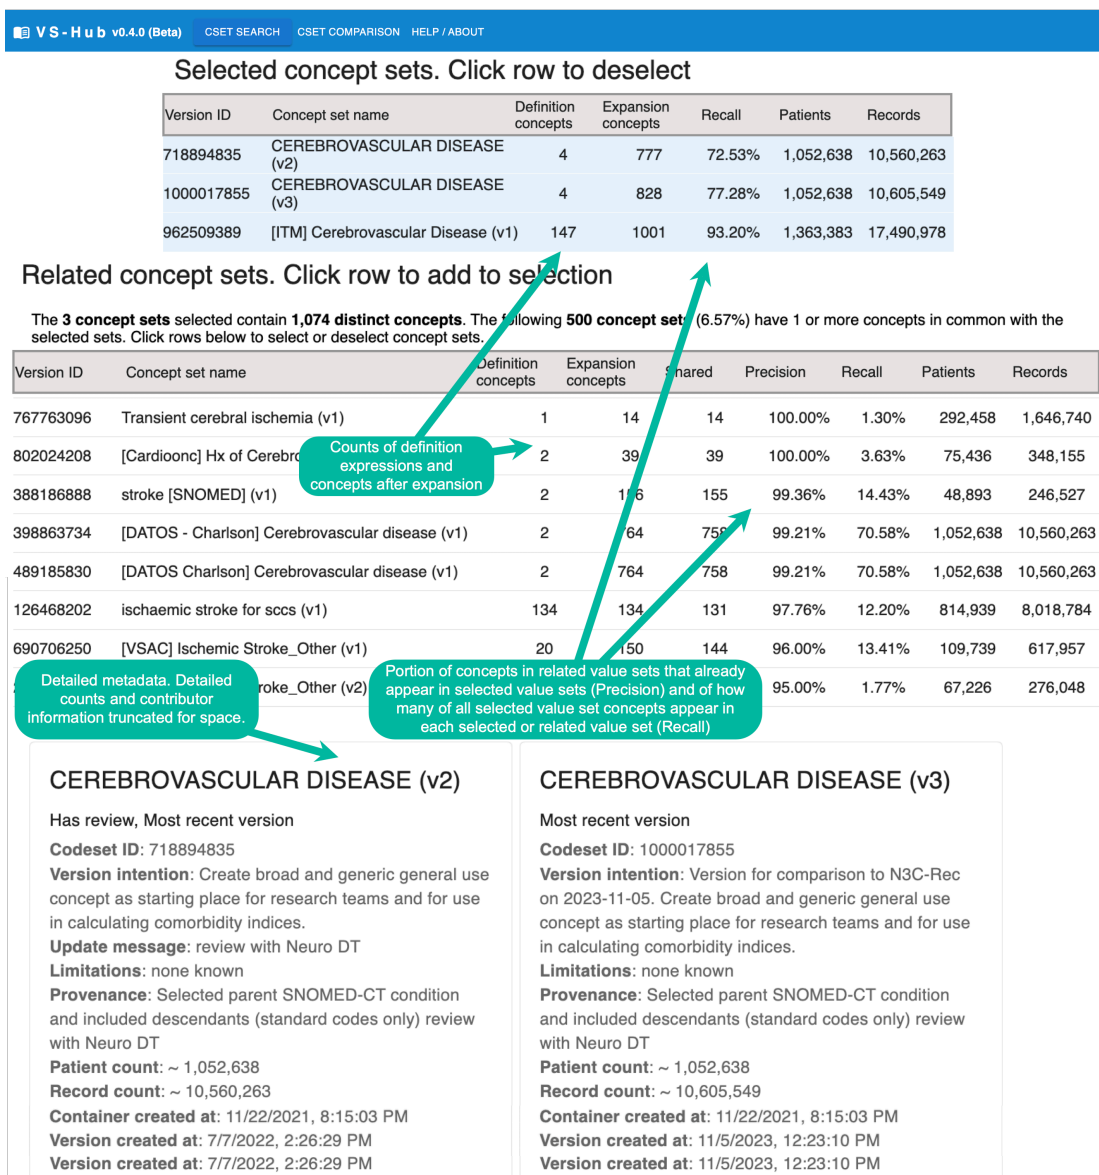 VS-Hub v0.4.0 (Beta) CSET SEARCH CSET COMPARISON HELP / ABOUT
Selected concept sets. Click row to deselect
Version ID Concept set name Definition concepts Expansion concepts Recall Patients Records
718894835 CEREBROVASCULAR DISEASE (v2) 4 777 72.53% 1,052,638 10,560,263
1000017855 CEREBROVASCULAR DISEASE (v3) 4 828 77.28% 1,052,638 10,605,549
962509389 [ITM] Cerebrovascular Disease (v1) 147 1001 93.20% 1,363,383 17,490,978
Related concept sets. Click row to add to selection
The 3 concept sets selected contain 1,074 distinct concepts. The following 500 concept sets (6.57%) have 1 or more concepts in common with the
selected sets. Click rows below to select or deselect concept sets.
Version ID Concept set name Definition concepts Expansion concepts Shared Precision Recall Patients Records
767763096 Transient cerebral ischemia (v1) 1 14 14 100.00% 1.30% 292,458 1,646,740
802024208 [Cardioonc] Hx of Cerebro 2 39 39 100.00% 3.63% 75,436 348,155
388186888 stroke [SNOMED] (v1) 2 156 155 99.36% 14.43% 48,893 246,527
398863734 [DATOS - Charlson] Cerebrovascular disease (v1) 2 764 758 99.21% 70.58% 1,052,638 10,560,263
489185830 [DATOS Charlson] Cerebrovascular disease (v1) 2 764 758 99.21% 70.58% 1,052,638 10,560,263
126468202 ischaemic stroke for sccs (v1) 134 134 131 97.76% 12.20% 814,939 8,018,784
690706250 [VSAC] Ischemic Stroke_Other (v1) 20 150 144 96.00% 13.41% 109,739 617,957
roke_Other (v2) 95.00% 1.77% 67,226 276,048
Counts of definition
expressions and
concepts after expansion
Detailed metadata. Detailed
counts and contributor
information truncated for space.
Portion of concepts in related value sets that already
appear in selected value sets (Precision) and of how
many of all selected value set concepts appear in
each selected or related value set (Recall)
CEREBROVASCULAR DISEASE (v2)
Has review, Most recent version
Codeset ID: 718894835
Version intention: Create broad and generic general use
concept as starting place for research teams and for use
in calculating comorbidity indices.
Update message: review with Neuro DT
Limitations: none known
Provenance: Selected parent SNOMED-CT condition
and included descendants (standard codes only) review
with Neuro DT
Patient count: ~ 1,052,638
Record count: ~ 10,560,263
Container created at: 11/22/2021, 8:15:03 PM
Version created at: 7/7/2022, 2:26:29 PM
Version created at: 7/7/2022, 2:26:29 PM
CEREBROVASCULAR DISEASE (v3)
Most recent version
Codeset ID: 1000017855
Version intention: Version for comparison to N3C-Rec
on 2023-11-05. Create broad and generic general use
concept as starting place for research teams and for use
in calculating comorbidity indices.
Limitations: none known
Provenance: Selected parent SNOMED-CT condition
and included descendants (standard codes only) review
with Neuro DT
Patient count: ~ 1,052,638
Record count: ~ 10,605,549
Container created at: 11/22/2021, 8:15:03 PM
Version created at: 11/5/2023, 12:23:10 PM
Version created at: 11/5/2023, 12:23:10 PM